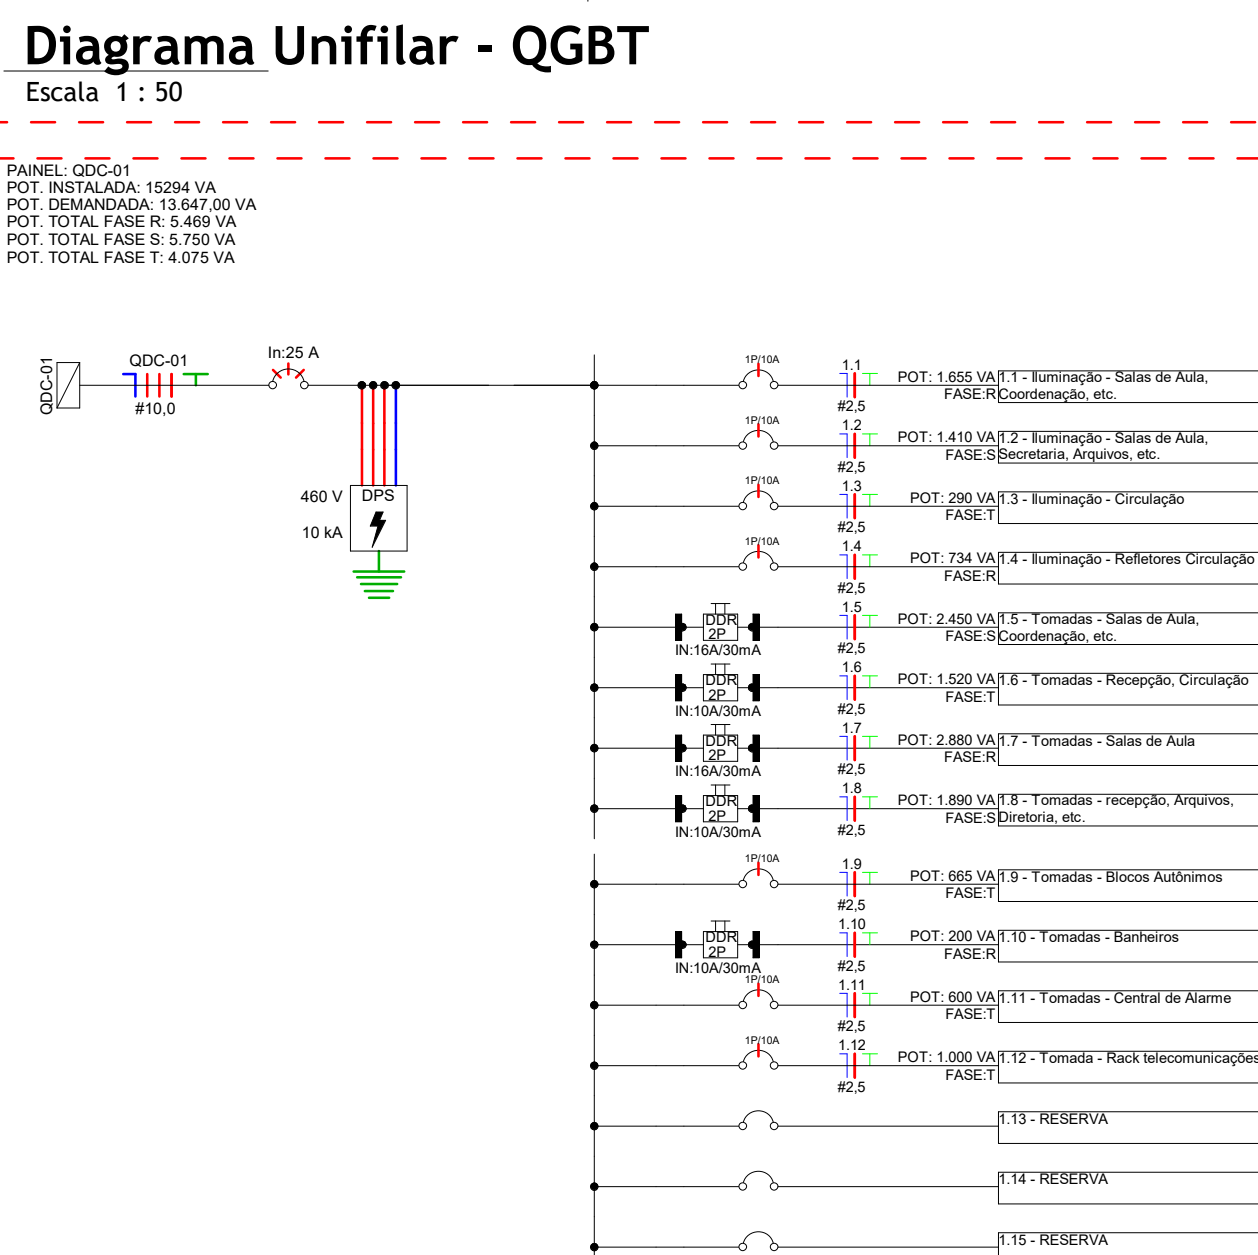 Diagrama Unifilar - QGBT
Escala 1 : 50
PAINEL: QDC-01
POT. INSTALADA: 15294 VA
POT. DEMANDADA: 13.647,00 VA
POT. TOTAL FASE R: 5.469 VA
POT. TOTAL FASE S: 5.750 VA
POT. TOTAL FASE T: 4.075 VA
QDC-01
QDC-01
#10,0
In:25 A
460 V
DPS
10 kA
1P/10A
1.1
#2,5
POT: 1.655 VA
FASE:R
1.1 - Iluminação - Salas de Aula,
Coordenação, etc.
1P/10A
1.2
#2,5
POT: 1.410 VA
FASE:S
1.2 - Iluminação - Salas de Aula,
Secretaria, Arquivos, etc.
1P/10A
1.3
#2,5
POT: 290 VA
FASE:T
1.3 - Iluminação - Circulação
1P/10A
1.4
#2,5
POT: 734 VA
FASE:R
1.4 - Iluminação - Refletores Circulação
DDR
2P
IN:16A/30mA
1.5
#2,5
POT: 2.450 VA
FASE:S
1.5 - Tomadas - Salas de Aula,
Coordenação, etc.
DDR
2P
IN:10A/30mA
1.6
#2,5
POT: 1.520 VA
FASE:T
1.6 - Tomadas - Recepção, Circulação
DDR
2P
IN:16A/30mA
1.7
#2,5
POT: 2.880 VA
FASE:R
1.7 - Tomadas - Salas de Aula
DDR
2P
IN:10A/30mA
1.8
#2,5
POT: 1.890 VA
FASE:S
1.8 - Tomadas - recepção, Arquivos,
Diretoria, etc.
1P/10A
1.9
#2,5
POT: 665 VA
FASE:T
1.9 - Tomadas - Blocos Autônimos
DDR
2P
IN:10A/30mA
1.10
#2,5
POT: 200 VA
FASE:R
1.10 - Tomadas - Banheiros
1P/10A
1.11
#2,5
POT: 600 VA
FASE:T
1.11 - Tomadas - Central de Alarme
1P/10A
1.12
#2,5
POT: 1.000 VA
FASE:T
1.12 - Tomada - Rack telecomunicações
1.13 - RESERVA
1.14 - RESERVA
1.15 - RESERVA